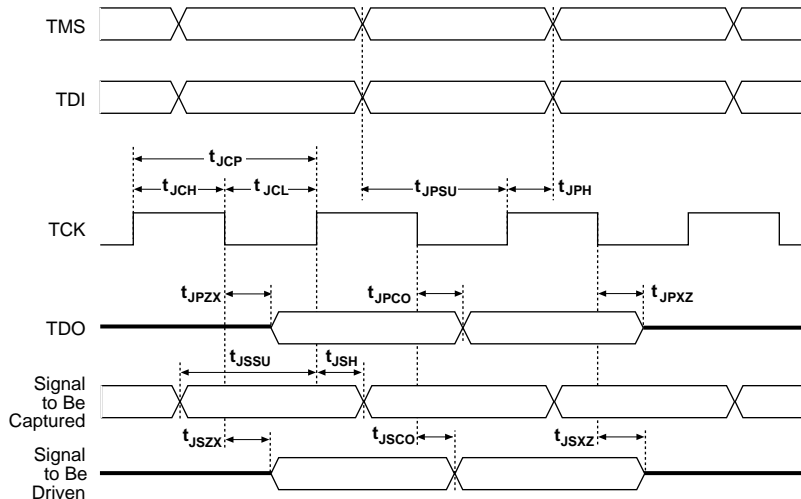 TMS
TDI
tJCP
tJCH tJCL tJPSU tJPH
TCK
tJPZX tJPCO tJPXZ
TDO
tJSSU tJSH
Signal
to Be
Captured
tJSZX tJSCO tJSXZ
Signal
to Be
Driven